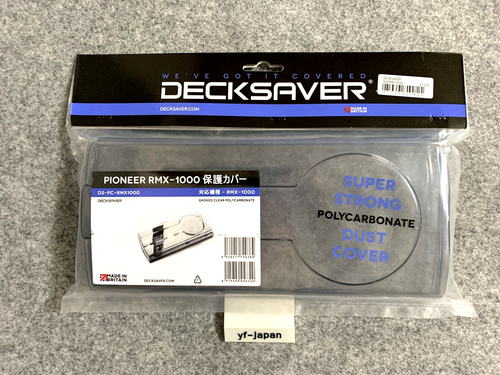 WE'VE GOT IT COVERED
DECKSAVER®
DECKSAVER.COM
MADE IN
BRITAIN
PIONEER RMX-1000 保護カバー
DS-PC-RMX1000
対応機種 - RMX-1000
DECKSAVER
SMOKED CLEAR POLYCARBONATE
MADE IN
BRITAIN
DECKSAVER.COM
SUPER
STRONG
POLYCARBONATE
DUST
COVER
yf-japan